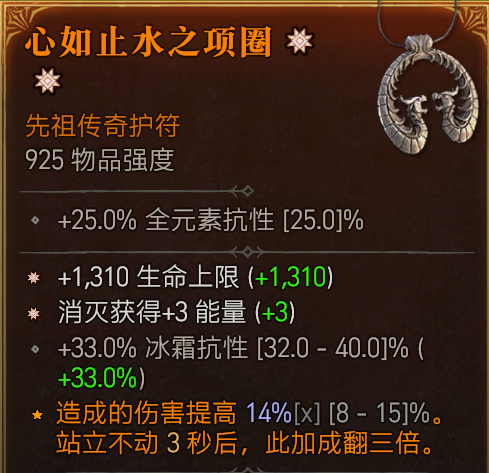 心如止水之项圈
先祖传奇护符
925 物品强度
+25.0% 全元素抗性 [25.0]%
+1,310 生命上限 (+1,310)
消灭获得+3 能量 (+3)
+33.0% 冰霜抗性 [32.0 - 40.0]% (
+33.0%)
造成的伤害提高 14%[x] [8 - 15]%。
站立不动 3 秒后，此加成翻三倍。